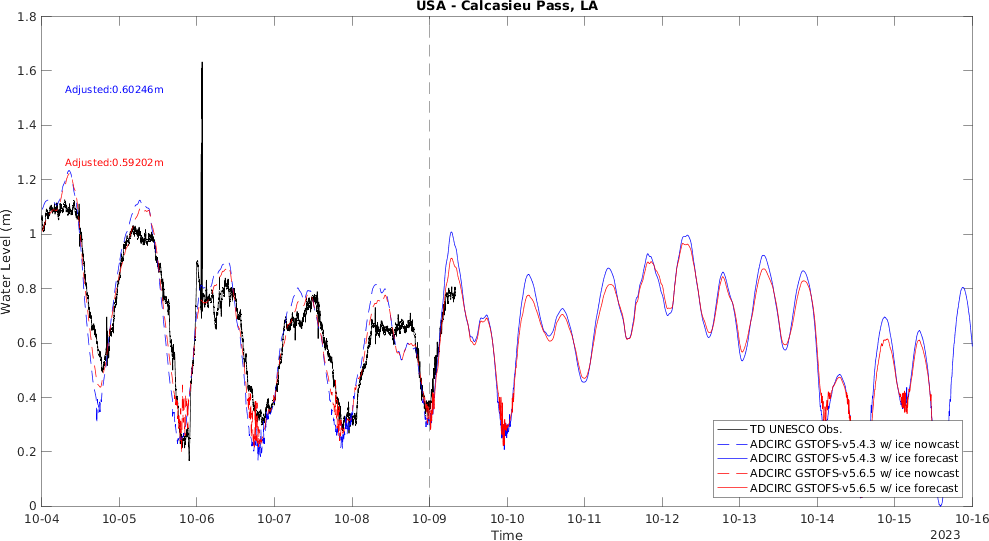 USA - Calcasieu Pass, LA
1.8
1.6
1.4
1.2
1
0.8
0.6
0.4
0.2
0
Water Level (m)
Adjusted:0.60246m
Adjusted:0.59202m
TD UNESCO Obs.
ADCIRC GSTOFS-v5.4.3 w/ ice nowcast
ADCIRC GSTOFS-v5.4.3 w/ ice forecast
ADCIRC GSTOFS-v5.6.5 w/ ice nowcast
ADCIRC GSTOFS-v5.6.5 w/ ice forecast
10-04 10-05 10-06 10-07 10-08 10-09 10-10 10-11 10-12 10-13 10-14 10-15 10-16
Time
2023